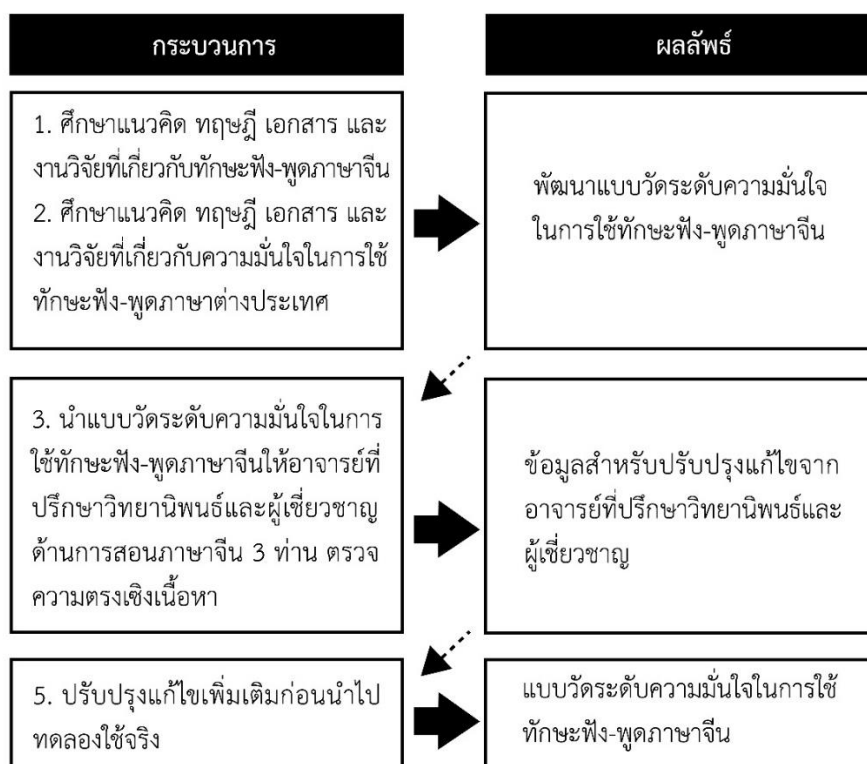 กระบวนการ
ผลลัพธ์
1. ศึกษาแนวคิด ทฤษฎี เอกสาร และ
งานวิจัยที่เกี่ยวกับทักษะฟัง-พูดภาษาจีน
2. ศึกษาแนวคิด ทฤษฎี เอกสาร และ
งานวิจัยที่เกี่ยวกับความมั่นใจในการใช้
ทักษะฟัง-พูดภาษาต่างประเทศ
พัฒนาแบบวัดระดับความมั่นใจ
ในการใช้ทักษะฟัง-พูดภาษาจีน
3. นำแบบวัดระดับความมั่นใจในการ
ใช้ทักษะฟัง-พูดภาษาจีนให้อาจารย์ที่
ปรึกษาวิทยานิพนธ์และผู้เชี่ยวชาญ
ด้านการสอนภาษาจีน 3 ท่าน ตรวจ
ความตรงเชิงเนื้อหา
ข้อมูลสำหรับปรับปรุงแก้ไขจาก
อาจารย์ที่ปรึกษาวิทยานิพนธ์และ
ผู้เชี่ยวชาญ
5. ปรับปรุงแก้ไขเพิ่มเติมก่อนนำไป
ทดลองใช้จริง
แบบวัดระดับความมั่นใจในการใช้
ทักษะฟัง-พูดภาษาจีน